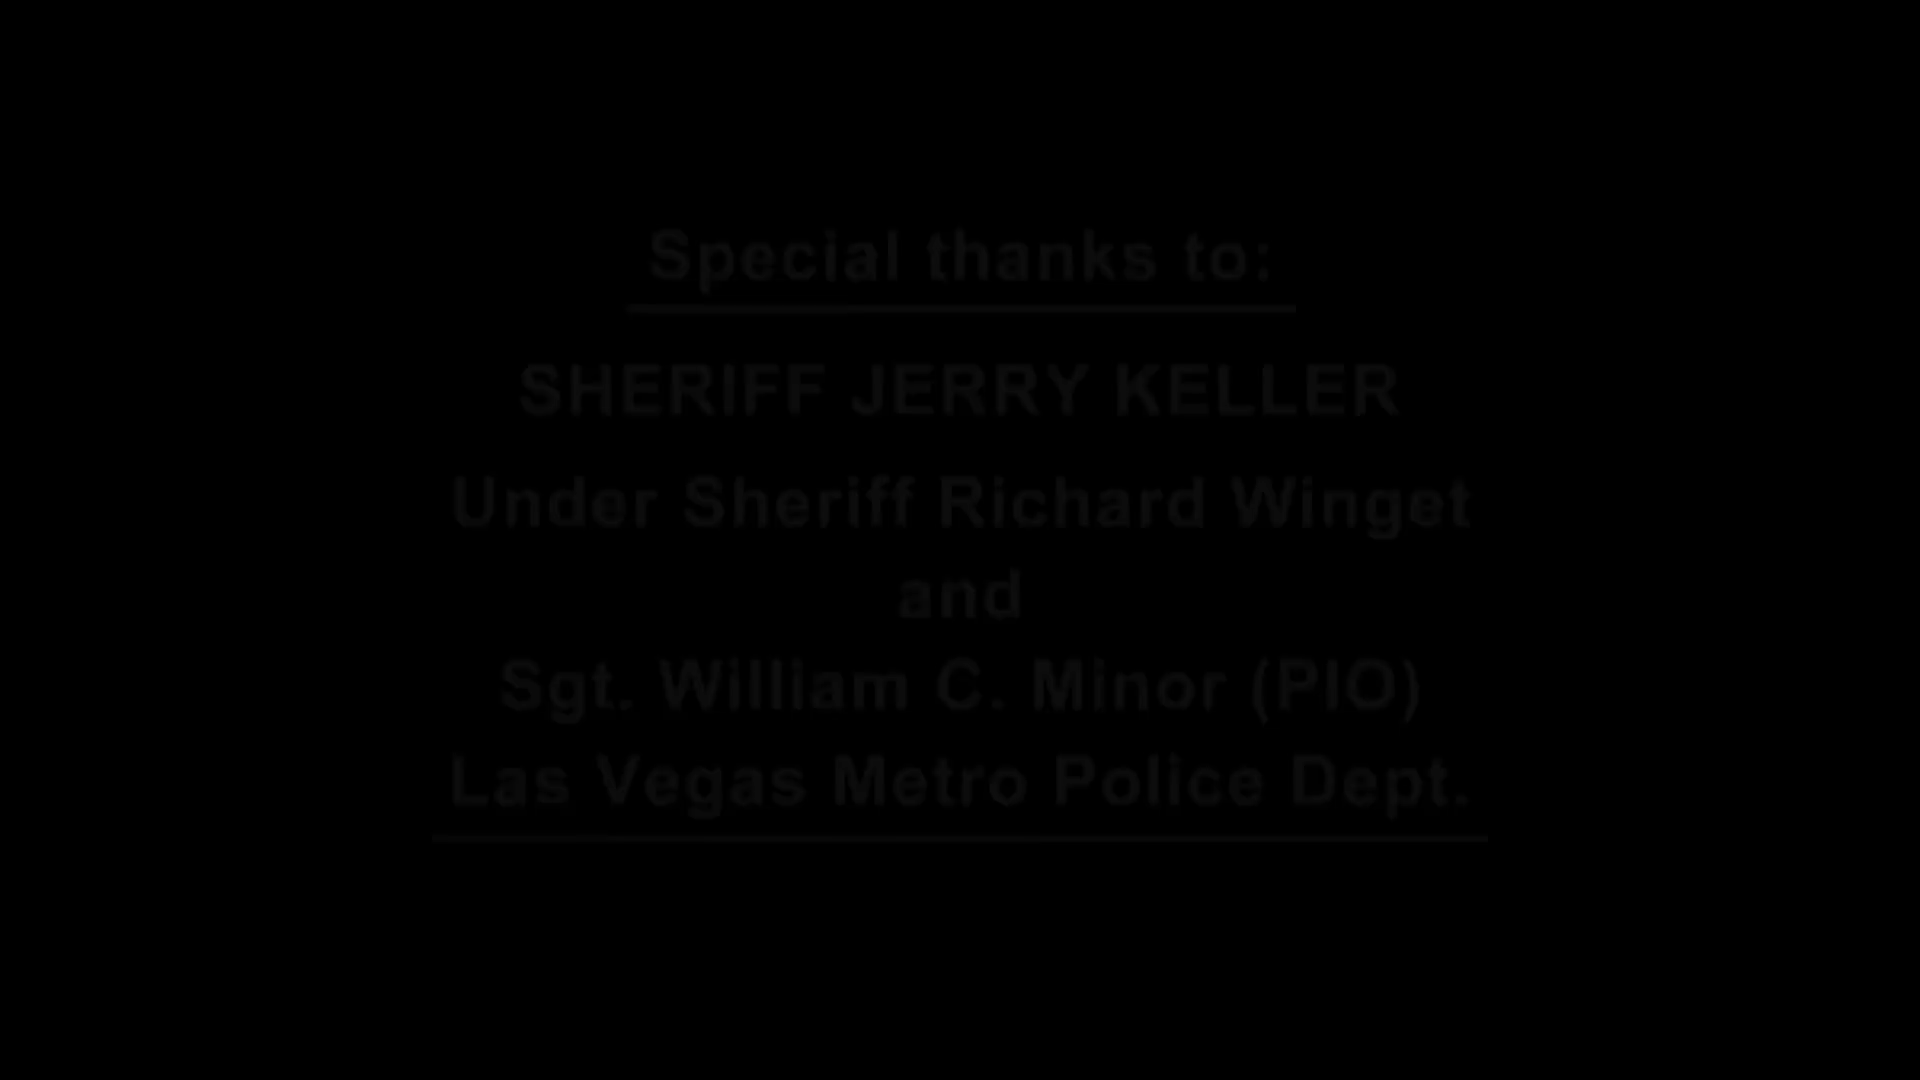 Special thanks to:
SHERIFF JERRY KELLER
Under Sheriff Richard Winget
and
Sgt. William C. Minor (PIO)
Las Vegas Metro Police Dept.